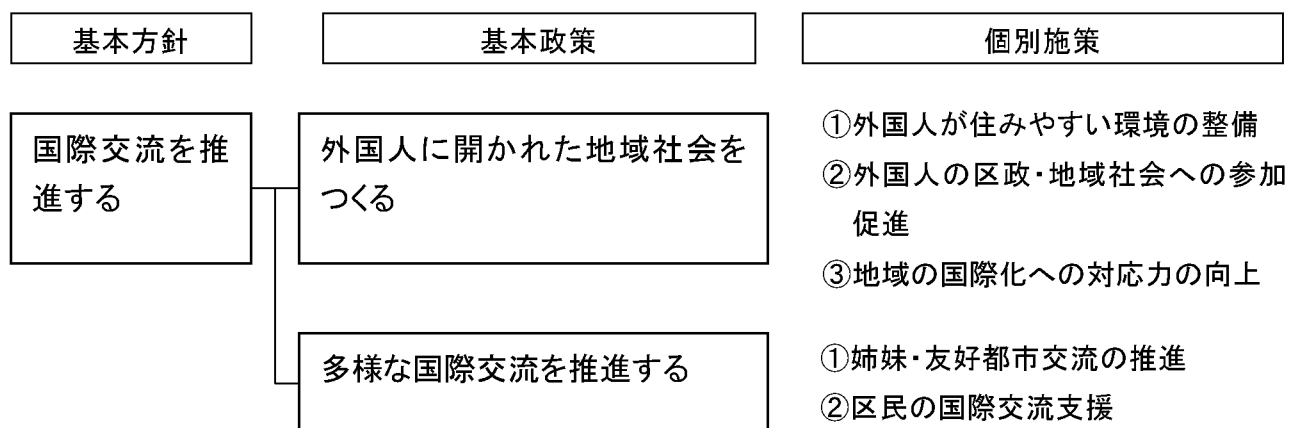 基本方針
基本政策
個別施策
国際交流を推
進する
外国人に開かれた地域社会を
つくる
①外国人が住みやすい環境の整備
②外国人の区政・地域社会への参加
促進
③地域の国際化への対応力の向上
多様な国際交流を推進する
①姉妹・友好都市交流の推進
②区民の国際交流支援